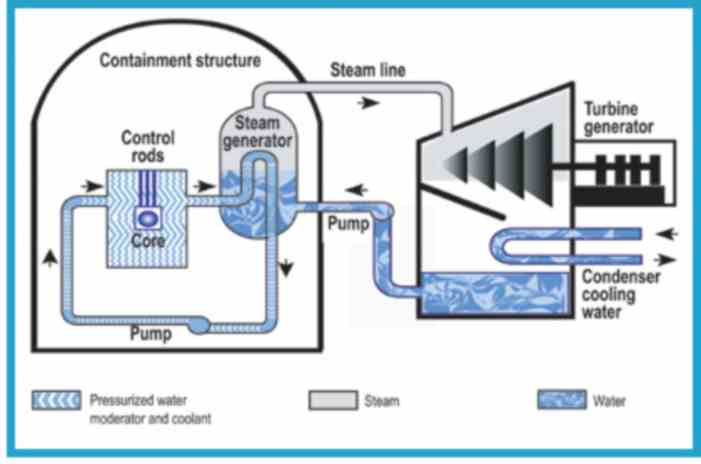 Containment structure
Steam line
Steam
generator
Turbine
generator
Control
rods
Core
Pump
Pump
Condenser
cooling
water
Pressurized water
moderator and coolant
Steam
Water